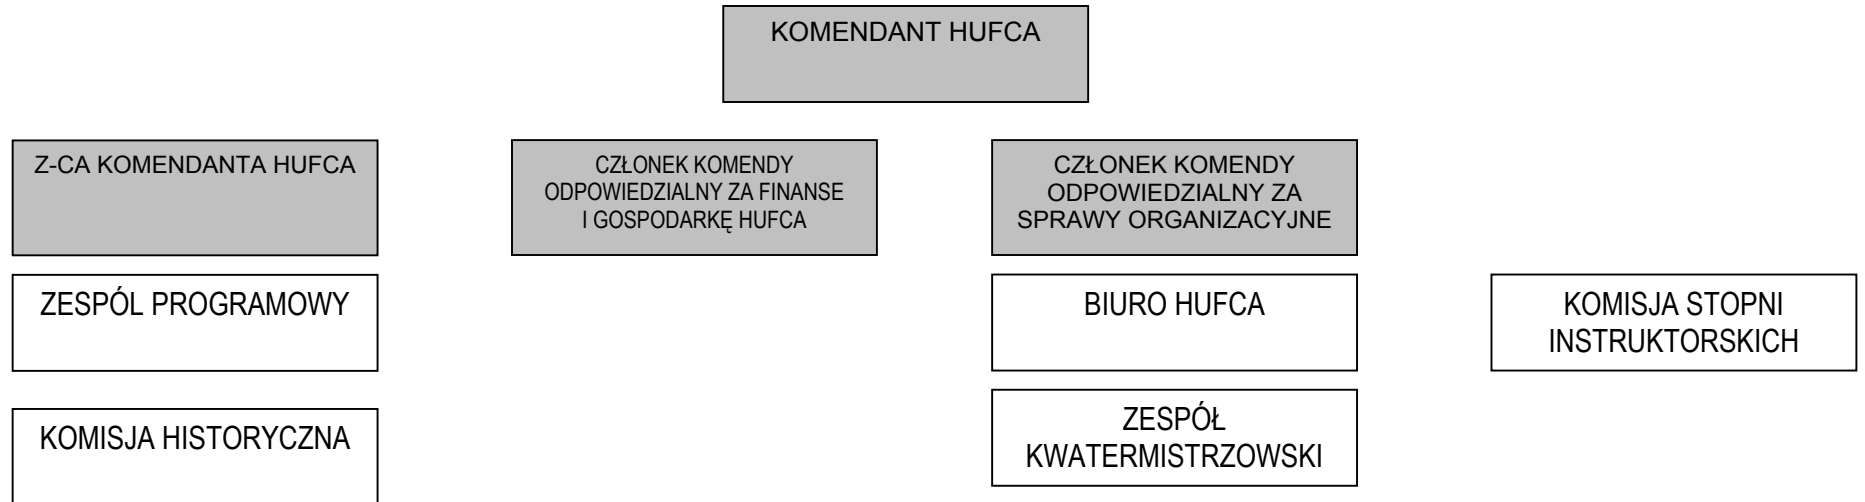 KOMENDANT HUFCA
Z-CA KOMENDANTA HUFCA
CZŁONEK KOMENDY
ODPOWIEDZIALNY ZA FINANSE
I GOSPODARKĘ HUFCA
CZŁONEK KOMENDY
ODPOWIEDZIALNY ZA
SPRAWY ORGANIZACYJNE
ZESPÓL PROGRAMOWY
BIURO HUFCA
KOMISJA STOPNI
INSTRUKTORSKICH
KOMISJA HISTORYCZNA
ZESPÓŁ
KWATERMISTRZOWSKI